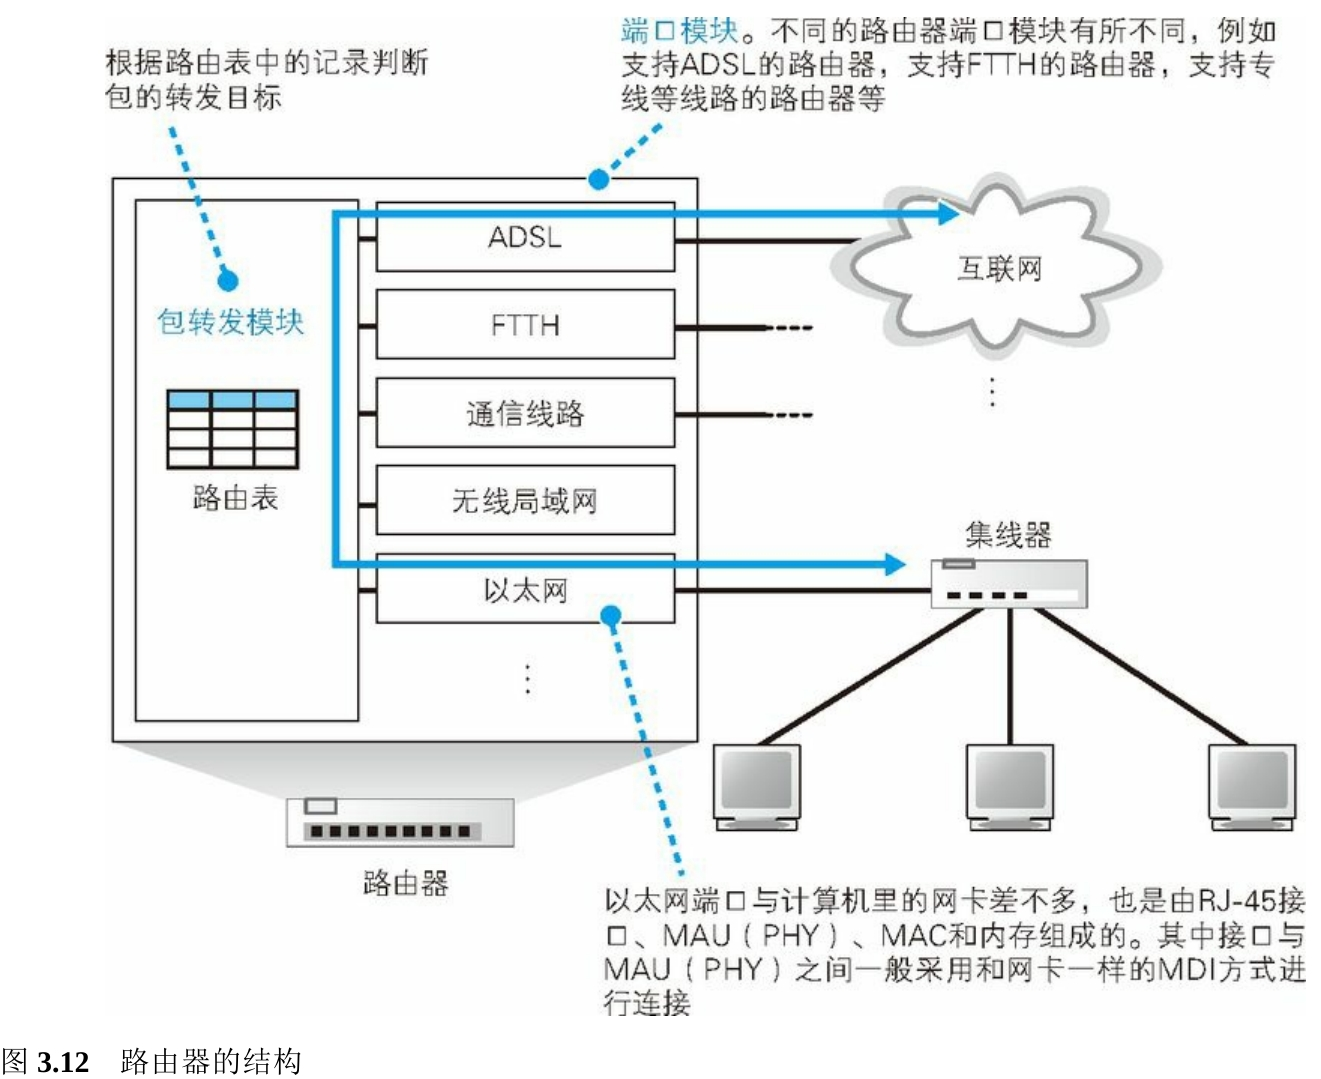 端口模块。不同的路由器端口模块有所不同，例如
支持ADSL的路由器，支持FTTH的路由器，支持专
线等线路的路由器等
根据路由表中的记录判断
包的转发目标
ADSL
互联网
包转发模块
FTTH
通信线路
路由表
无线局域网
集线器
以太网
路由器
以太网端口与计算机里的网卡差不多，也是由RJ-45接
口、MAU（PHY）、MAC和内存组成的。其中接口与
MAU（PHY）之间一般采用和网卡一样的MDI方式进
行连接
图 3.12 路由器的结构